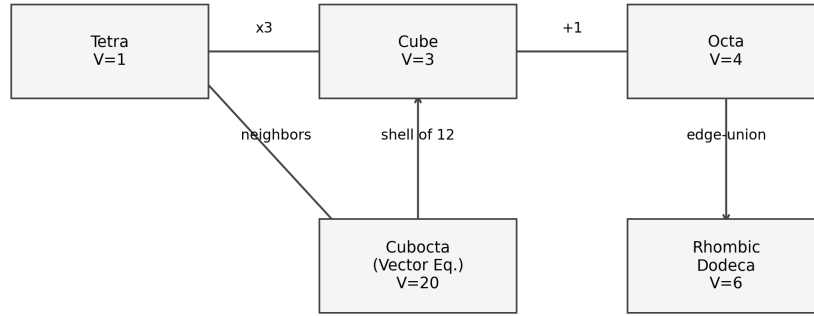 x3
+1
Tetra
V=1
Cube
V=3
Octa
V=4
neighbors
shell of 12
edge-union
Cubocta
(Vector Eq.)
V=20
Rhombic
Dodeca
V=6